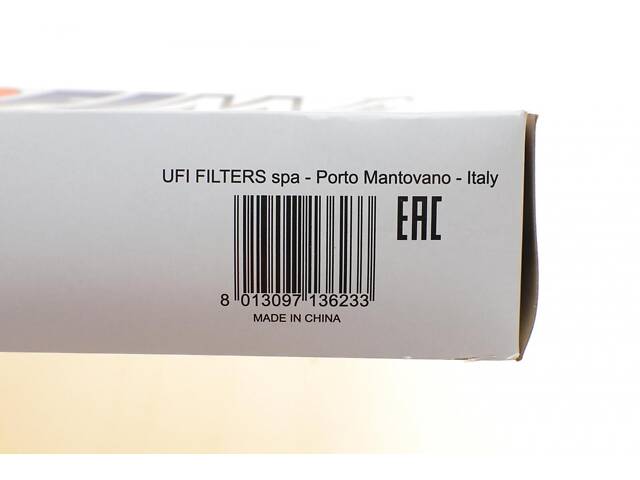 UFI FILTERS spa - Porto Mantovano - Italy
EAC
8 013097 136233
MADE IN CHINA